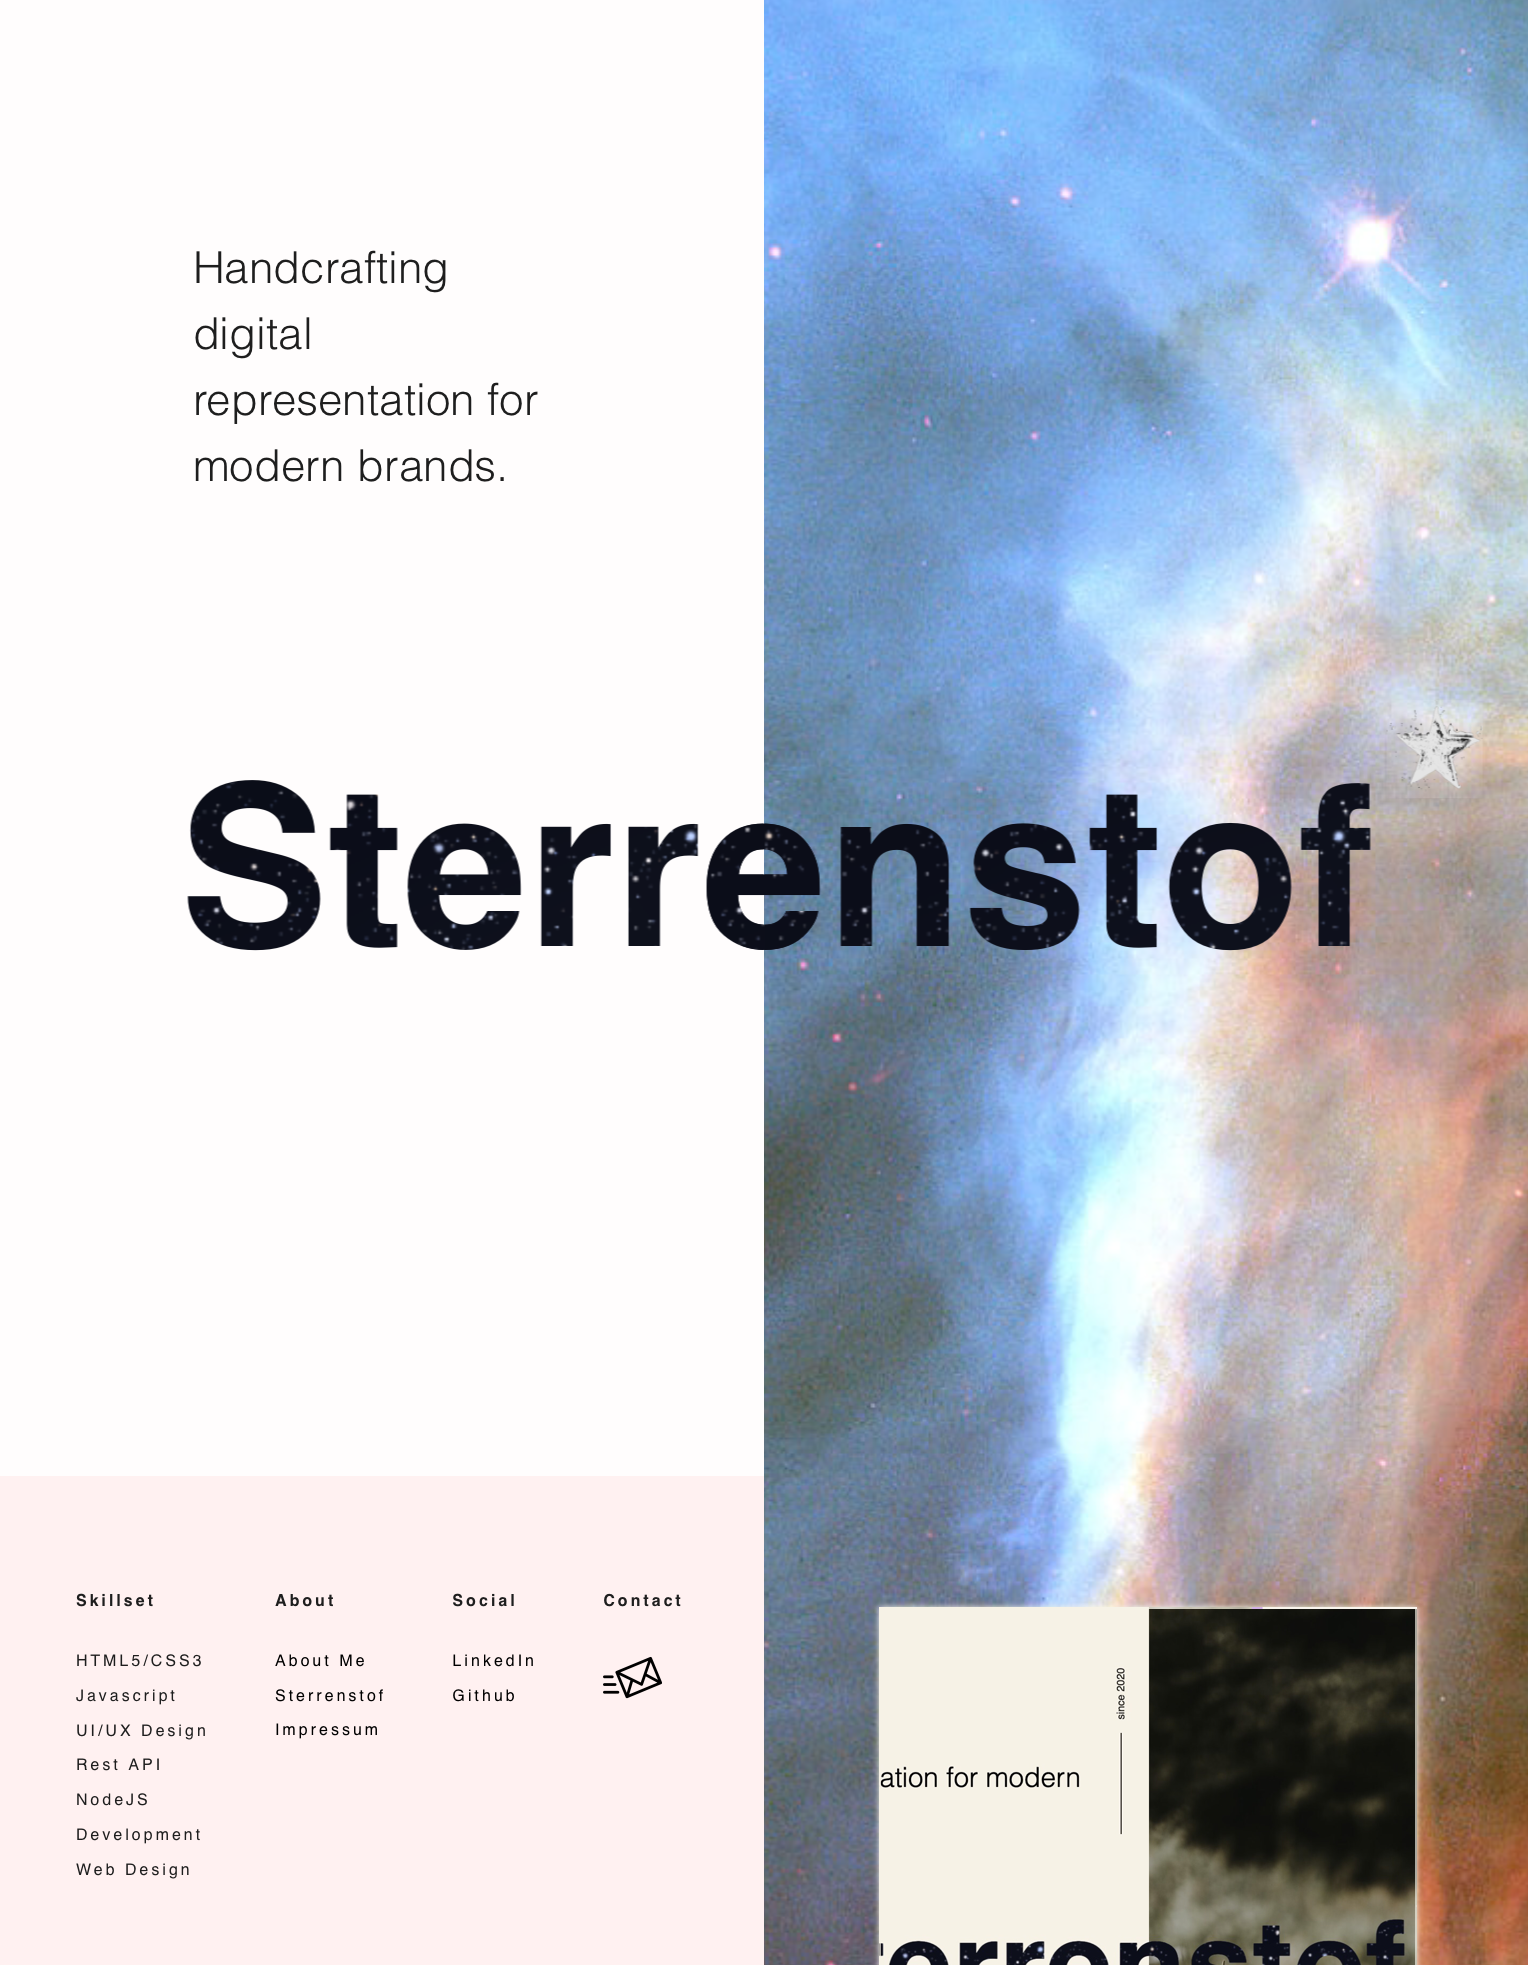 Handcrafting
digital
representation for
modern brands.
Sterrenstof
Skillset
HTML5/CSS3
Javascript
UI/UX Design
Rest API
NodeJS
Development
Web Design
About
About Me
Sterrenstof
Impressum
Social
LinkedIn
Github
Contact
since 2020
ation for modern
errenstof